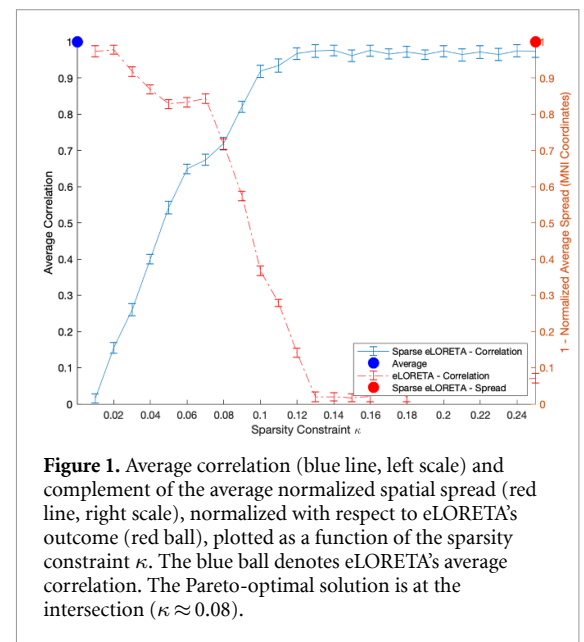 1
0.9
0.8
0.7
0.6
0.5
0.4
0.3
0.2
0.1
0
Average Correlation
1
0.9
0.8
0.7
0.6
0.5
0.4
0.3
0.2
0.1
0
1 - Normalized Average Spread (MNI Coordinates)
Sparse eLORETA - Correlation
Average
eLORETA - Correlation
Sparse eLORETA - Spread
0.02 0.04 0.06 0.08 0.1 0.12 0.14 0.16 0.18 0.2 0.22 0.24
Sparsity Constraint κ
Figure 1. Average correlation (blue line, left scale) and
complement of the average normalized spatial spread (red
line, right scale), normalized with respect to eLORETA's
outcome (red ball), plotted as a function of the sparsity
constraint κ. The blue ball denotes eLORETA's average
correlation. The Pareto-optimal solution is at the
intersection (κ ≈ 0.08).